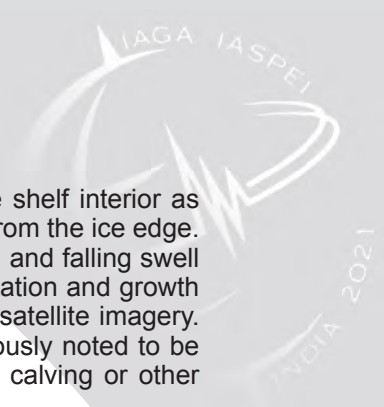 IAGA IASPEI
INDIA 2021
e shelf interior as
from the ice edge.
and falling swell
ation and growth
satellite imagery.
ously noted to be
calving or other